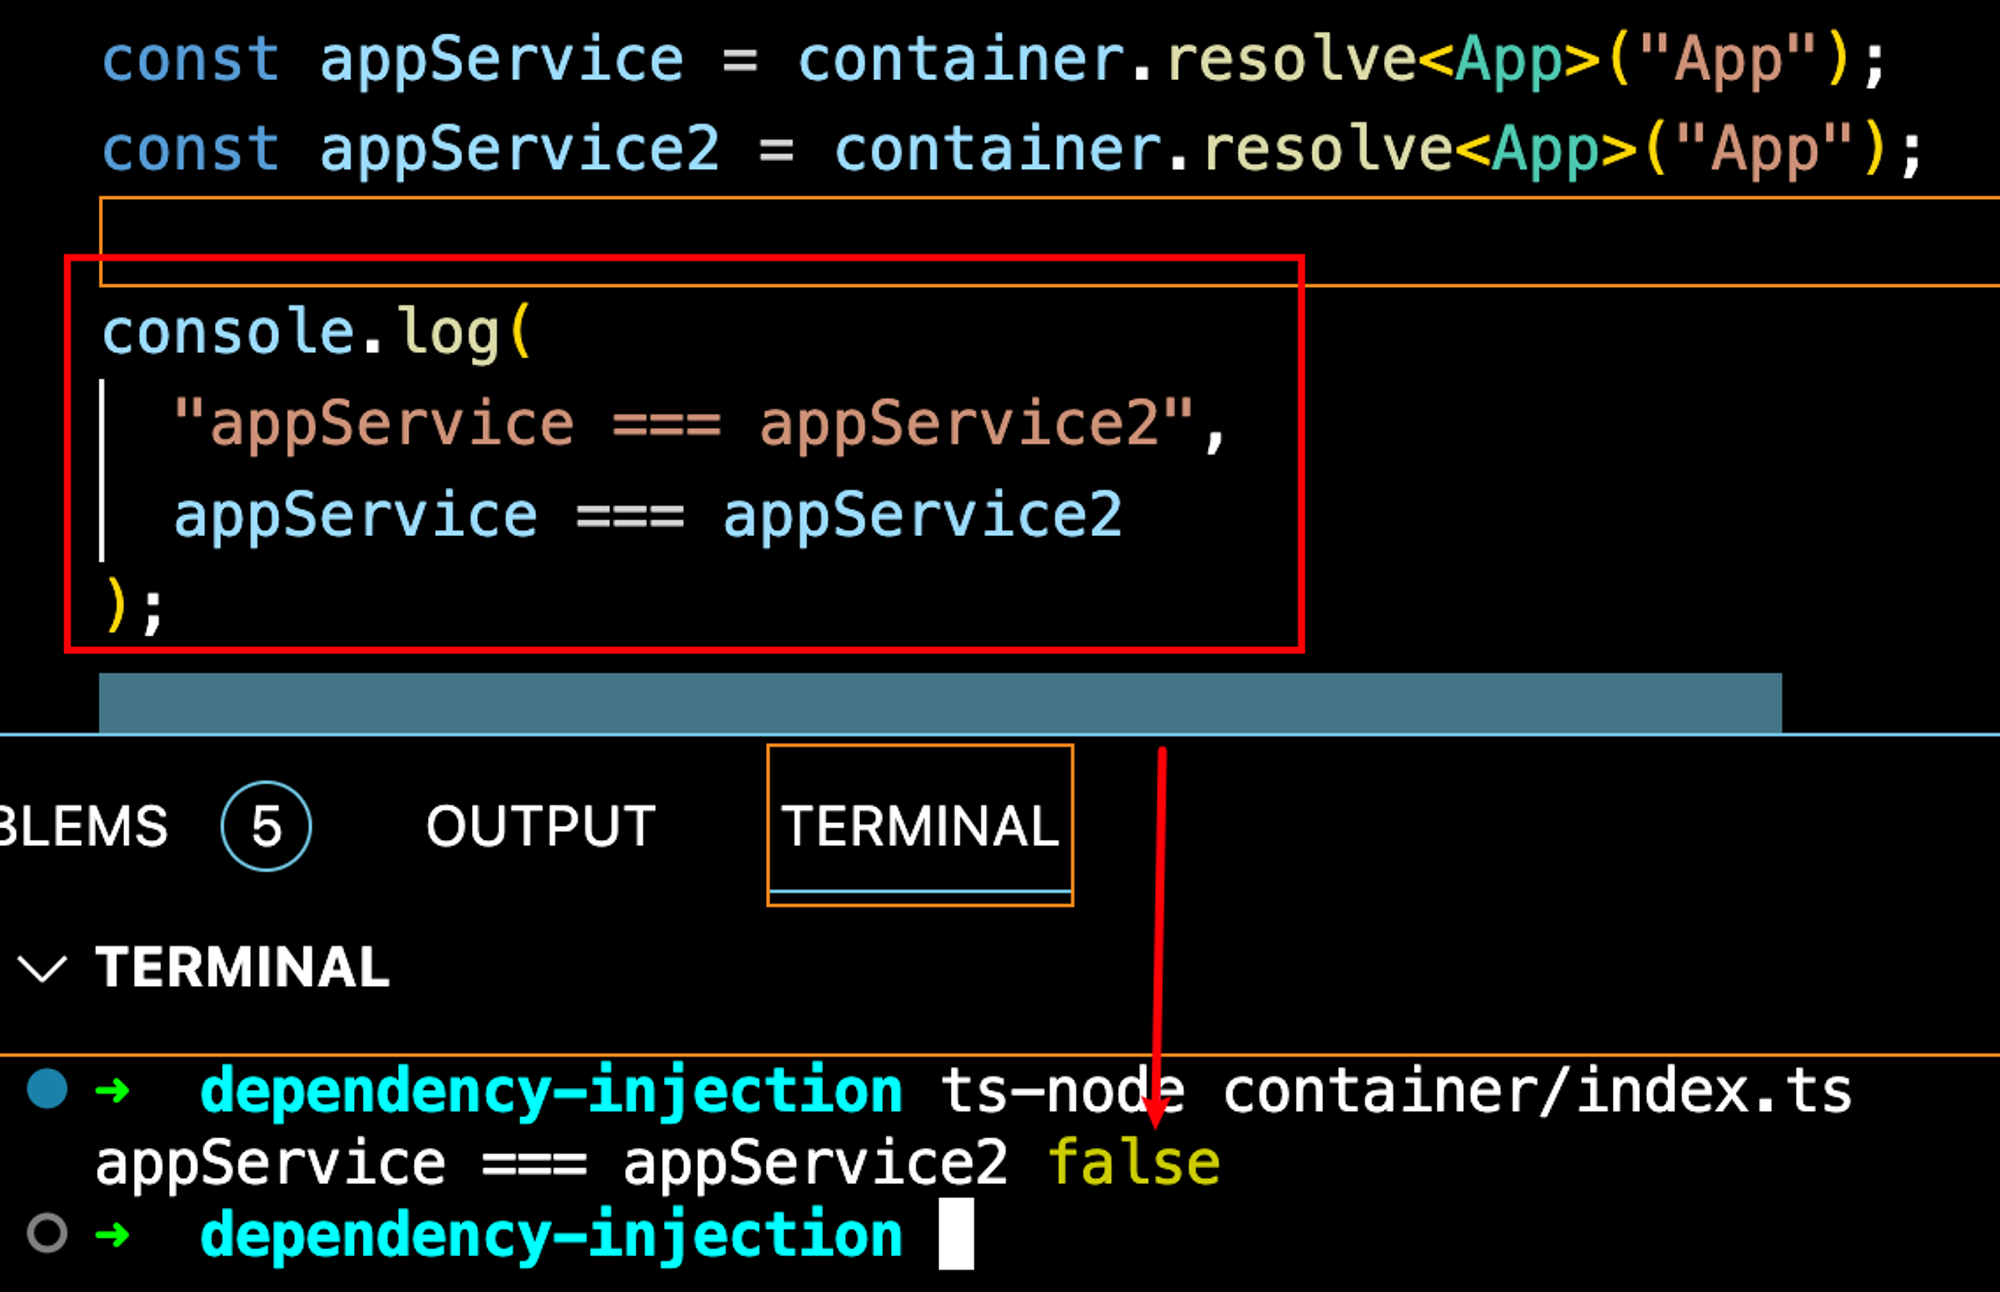 const appService = container.resolve<App>("App");
const appService2 = container.resolve<App>("App");
console.log(
"appService === appService2",
appService === appService2
);
BLEMS 5 OUTPUT TERMINAL
TERMINAL
➜ dependency-injection ts-node container/index.ts
appService === appService2 false
➜ dependency-injection